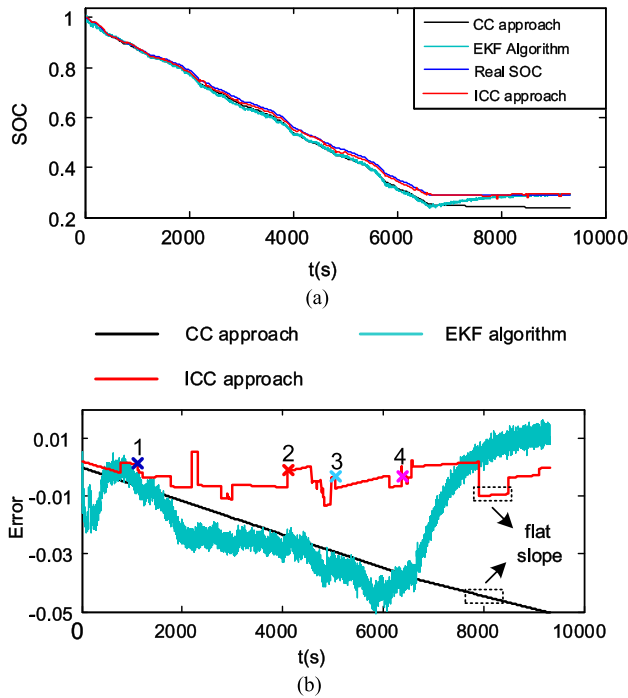 1
CC approach
EKF Algorithm
Real SOC
ICC approach
0.8
0.6
0.4
0.2
SOC
0 2000 4000 6000 8000 10000
t(s)
(a)
CC approach
EKF algorithm
ICC approach
0.01
-0.01
-0.03
-0.05
Error
1
2
3
4
flat
slope
0 2000 4000 6000 8000 10000
t(s)
(b)